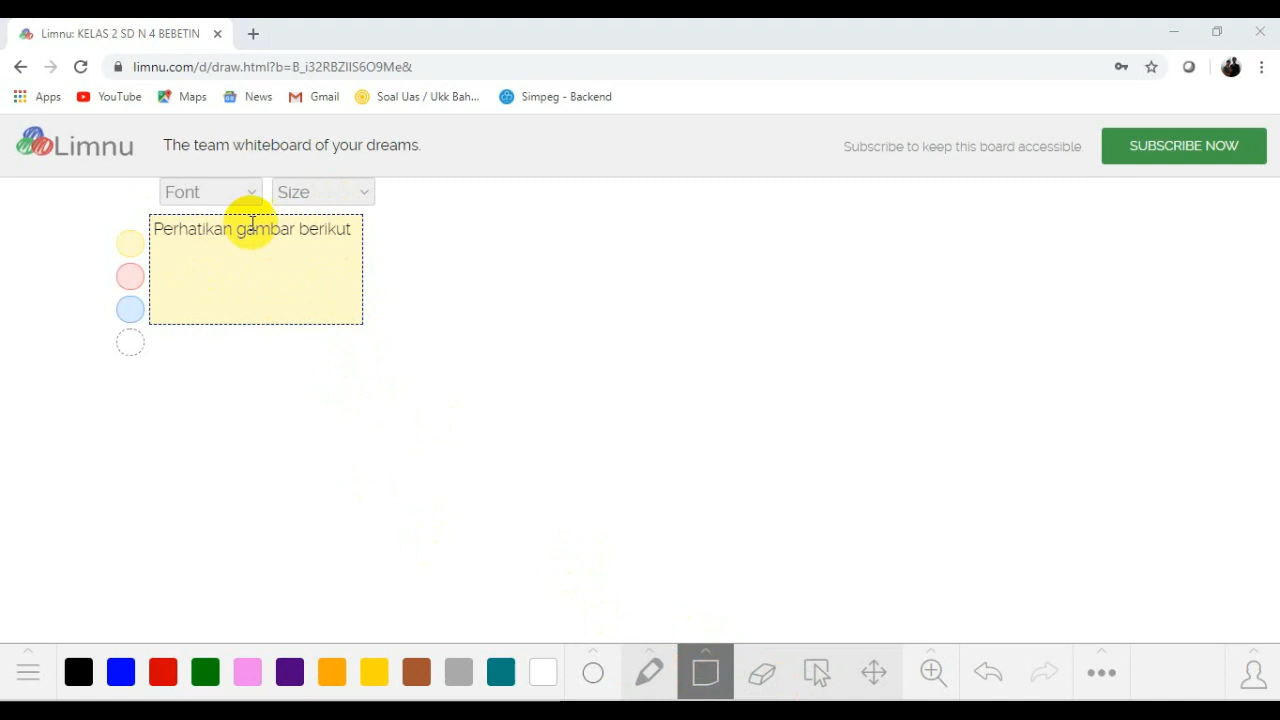 Limnu: KELAS 2 SD N 4 BEBETIN
limnu.com/d/draw.html?b=B_i32RBZIIS6O9Me&
Apps YouTube Maps News Gmail Soal Uas / Ukk Bah... Simpeg - Backend
Limnu The team whiteboard of your dreams. Subscribe to keep this board accessible SUBSCRIBE NOW
Font Size
Perhatikan gambar berikut